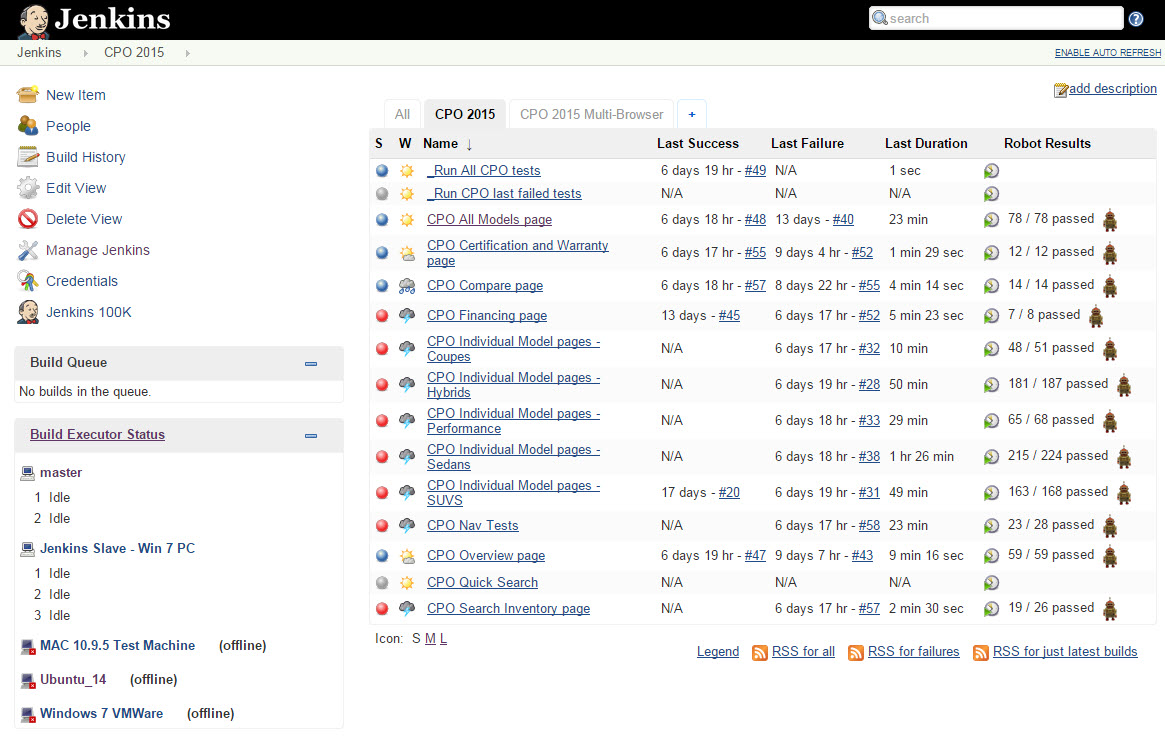 Jenkins
search
Jenkins CPO 2015
ENABLE AUTO REFRESH
add description
New Item
People
Build History
Edit View
Delete View
Manage Jenkins
Credentials
Jenkins 100K
Build Queue
No builds in the queue.
Build Executor Status
master
1 Idle
2 Idle
Jenkins Slave - Win 7 PC
1 Idle
2 Idle
3 Idle
MAC 10.9.5 Test Machine (offline)
Ubuntu_14 (offline)
Windows 7 VMWare (offline)
All CPO 2015 CPO 2015 Multi-Browser +
S W Name ↓ Last Success Last Failure Last Duration Robot Results
_Run All CPO tests 6 days 19 hr - #49 N/A 1 sec
_Run CPO last failed tests N/A N/A N/A
CPO All Models page 6 days 18 hr - #48 13 days - #40 23 min 78 / 78 passed
CPO Certification and Warranty
page 6 days 17 hr - #55 9 days 4 hr - #52 1 min 29 sec 12 / 12 passed
CPO Compare page 6 days 18 hr - #57 8 days 22 hr - #55 4 min 14 sec 14 / 14 passed
CPO Financing page 13 days - #45 6 days 17 hr - #52 5 min 23 sec 7 / 8 passed
CPO Individual Model pages -
Coupes N/A 6 days 17 hr - #32 10 min 48 / 51 passed
CPO Individual Model pages -
Hybrids N/A 6 days 19 hr - #28 50 min 181 / 187 passed
CPO Individual Model pages -
Performance N/A 6 days 18 hr - #33 29 min 65 / 68 passed
CPO Individual Model pages -
Sedans N/A 6 days 18 hr - #38 1 hr 26 min 215 / 224 passed
CPO Individual Model pages -
SUVS 17 days - #20 6 days 19 hr - #31 49 min 163 / 168 passed
CPO Nav Tests N/A 6 days 17 hr - #58 23 min 23 / 28 passed
CPO Overview page 6 days 19 hr - #47 9 days 7 hr - #43 9 min 16 sec 59 / 59 passed
CPO Quick Search N/A N/A N/A
CPO Search Inventory page N/A 6 days 17 hr - #57 2 min 30 sec 19 / 26 passed
Icon: S M L
Legend RSS for all RSS for failures RSS for just latest builds